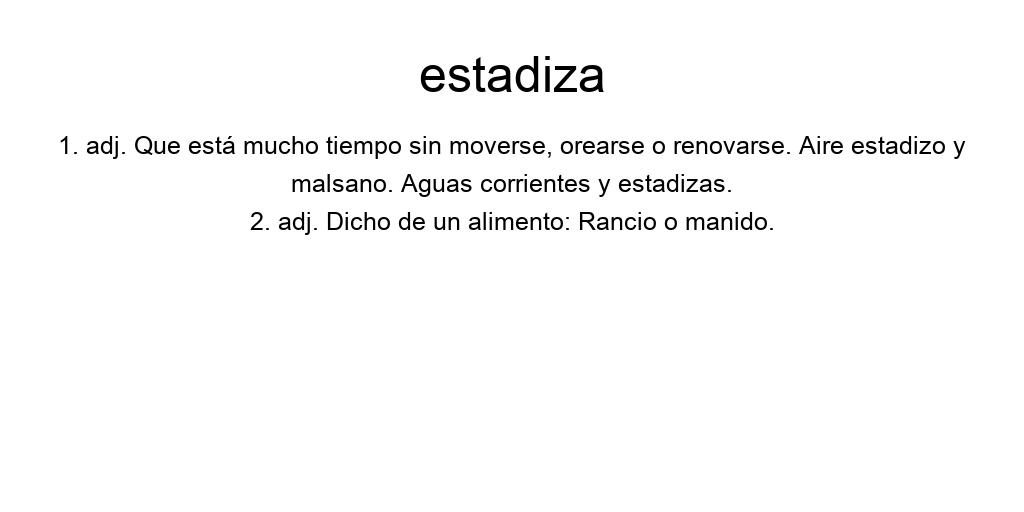 estadiza
1. adj. Que está mucho tiempo sin moverse, orearse o renovarse. Aire estadizo y
malsano. Aguas corrientes y estadizas.
2. adj. Dicho de un alimento: Rancio o manido.